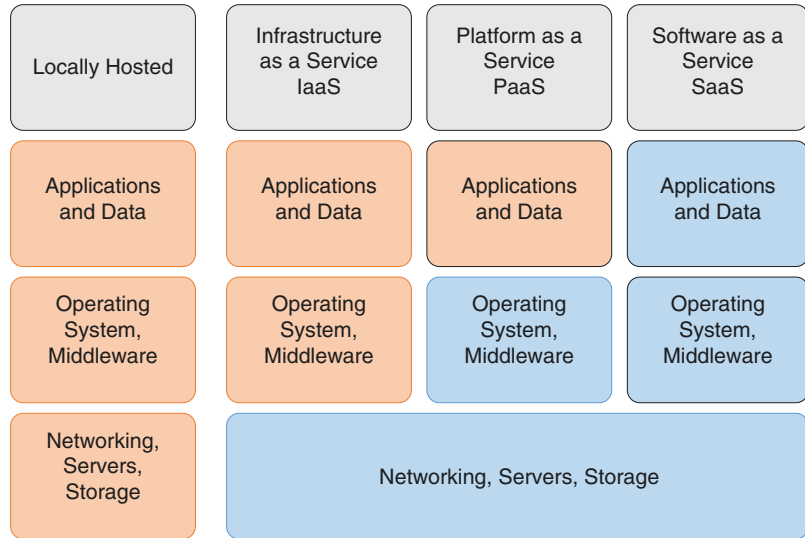 Locally Hosted
Infrastructure
as a Service
IaaS
Platform as a
Service
PaaS
Software as a
Service
SaaS
Applications
and Data
Applications
and Data
Applications
and Data
Applications
and Data
Operating
System,
Middleware
Operating
System,
Middleware
Operating
System,
Middleware
Operating
System,
Middleware
Networking,
Servers,
Storage
Networking, Servers, Storage